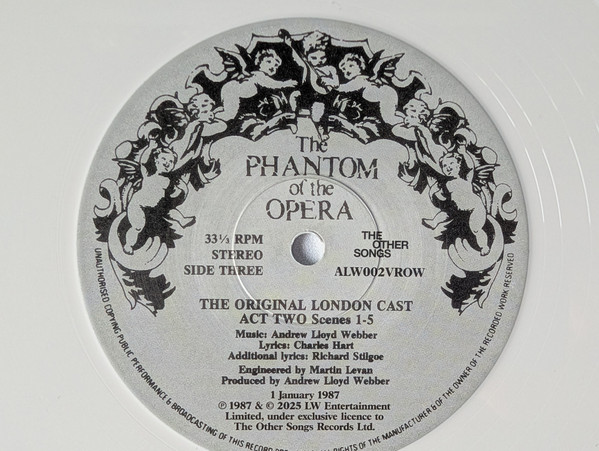 The
PHANTOM
of the
OPERA
33⅓ RPM
STEREO
SIDE THREE
THE
OTHER
SONGS
ALW002VROW
THE ORIGINAL LONDON CAST
ACT TWO Scenes 1-5
Music: Andrew Lloyd Webber
Lyrics: Charles Hart
Additional lyrics: Richard Stilgoe
Engineered by Martin Levan
Produced by Andrew Lloyd Webber
1 January 1987
℗ 1987 & © 2025 LW Entertainment
Limited, under exclusive licence to
The Other Songs Records Ltd.
UNAUTHORISED COPYING PUBLIC PERFORMANCE & BROADCASTING OF THIS RECORD ALL RIGHTS OF THE MANUFACTURER & OF THE OWNER OF THE RECORDED WORK RESERVED